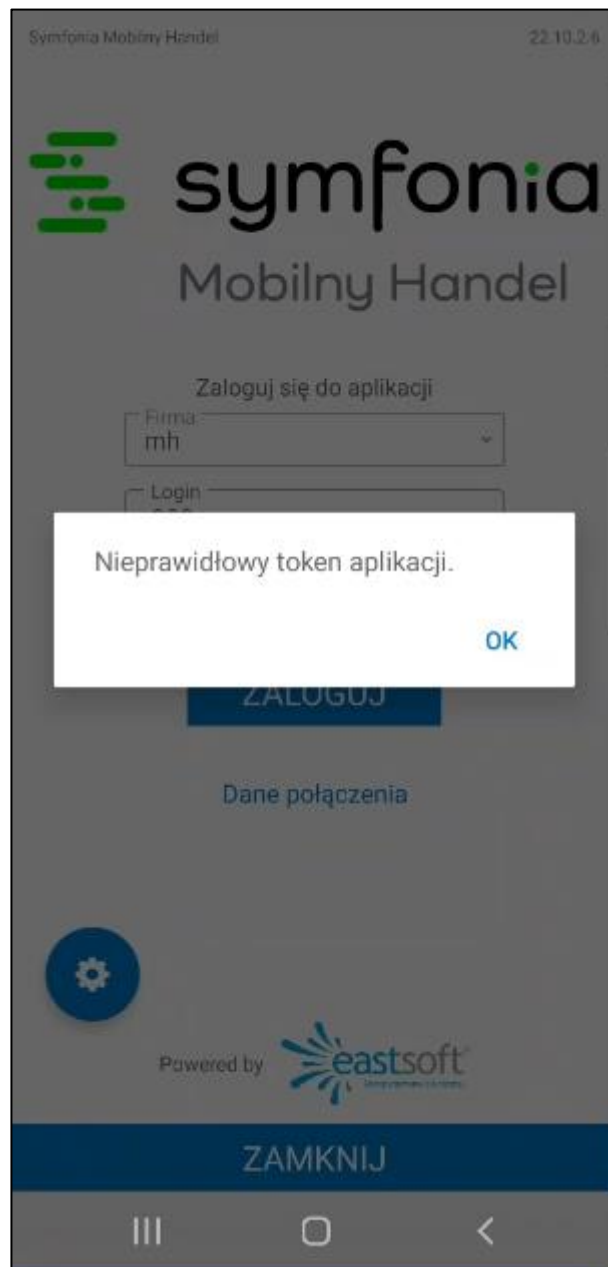 Symfonia Mobilny Handel 22.10.2.6
symfonia
Mobilny Handel
Zaloguj się do aplikacji
Firma
mh
Login
Nieprawidłowy token aplikacji.
OK
ZALOGUJ
Dane połączenia
Powered by eastsoft
ZAMKNIJ